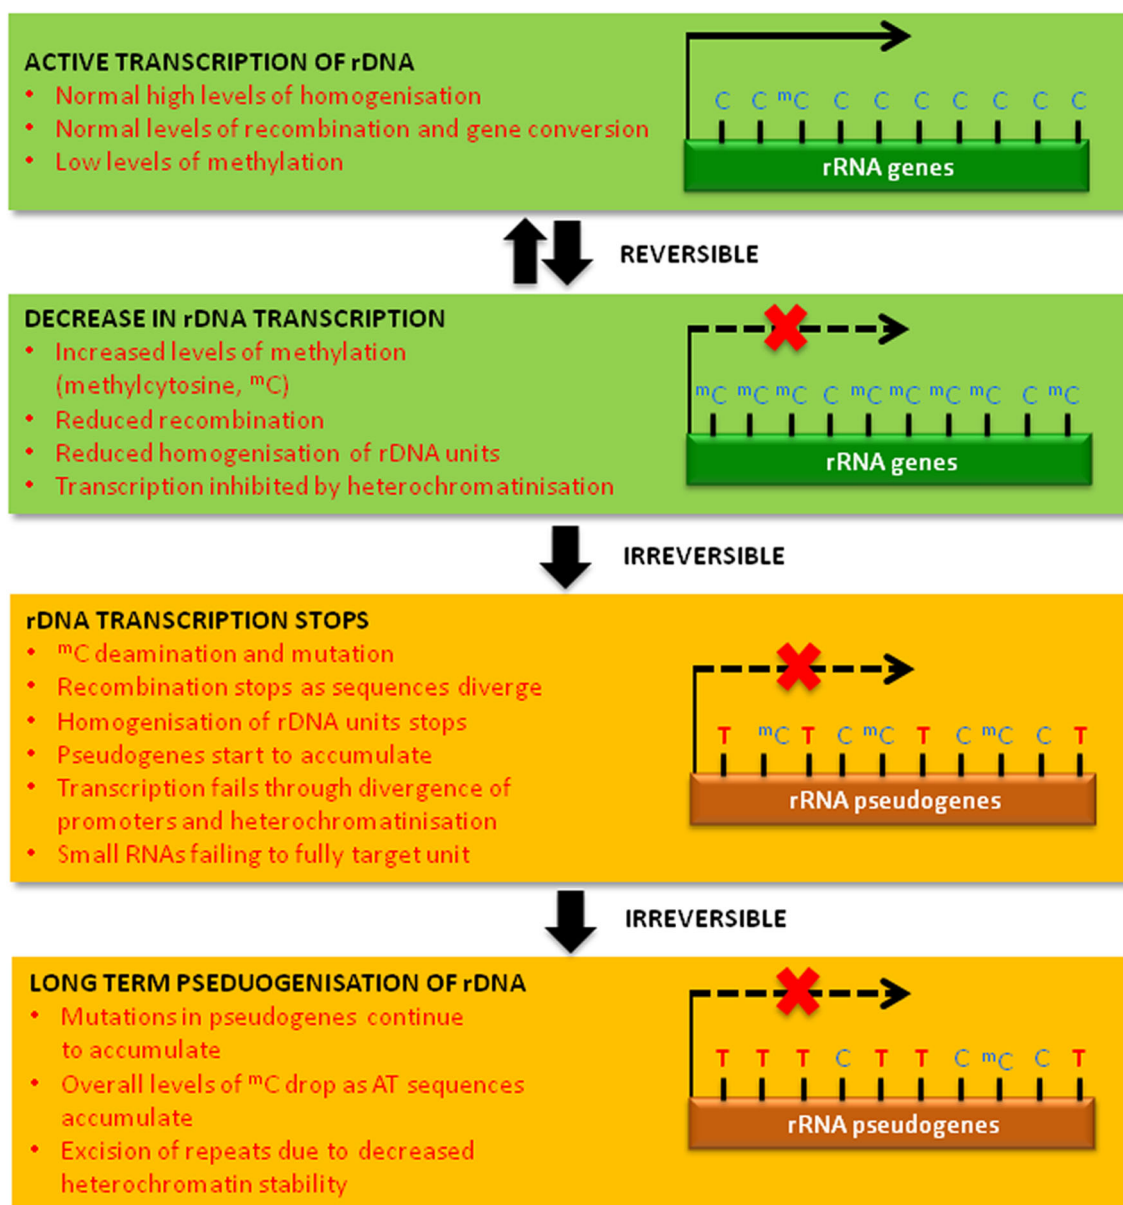 ACTIVE TRANSCRIPTION OF rDNA
• Normal high levels of homogenisation
• Normal levels of recombination and gene conversion
• Low levels of methylation
C C ᵐC C C C C C C C
rRNA genes
REVERSIBLE
DECREASE IN rDNA TRANSCRIPTION
• Increased levels of methylation
(methylcytosine, ᵐC)
• Reduced recombination
• Reduced homogenisation of rDNA units
• Transcription inhibited by heterochromatinisation
ᵐC ᵐC ᵐC C ᵐC ᵐC ᵐC ᵐC C ᵐC
rRNA genes
IRREVERSIBLE
rDNA TRANSCRIPTION STOPS
• ᵐC deamination and mutation
• Recombination stops as sequences diverge
• Homogenisation of rDNA units stops
• Pseudogenes start to accumulate
• Transcription fails through divergence of
promoters and heterochromatinisation
• Small RNAs failing to fully target unit
T ᵐC T C ᵐC T C ᵐC C T
rRNA pseudogenes
IRREVERSIBLE
LONG TERM PSEDUOGENISATION OF rDNA
• Mutations in pseudogenes continue
to accumulate
• Overall levels of ᵐC drop as AT sequences
accumulate
• Excision of repeats due to decreased
heterochromatin stability
T T T C T T C ᵐC C T
rRNA pseudogenes